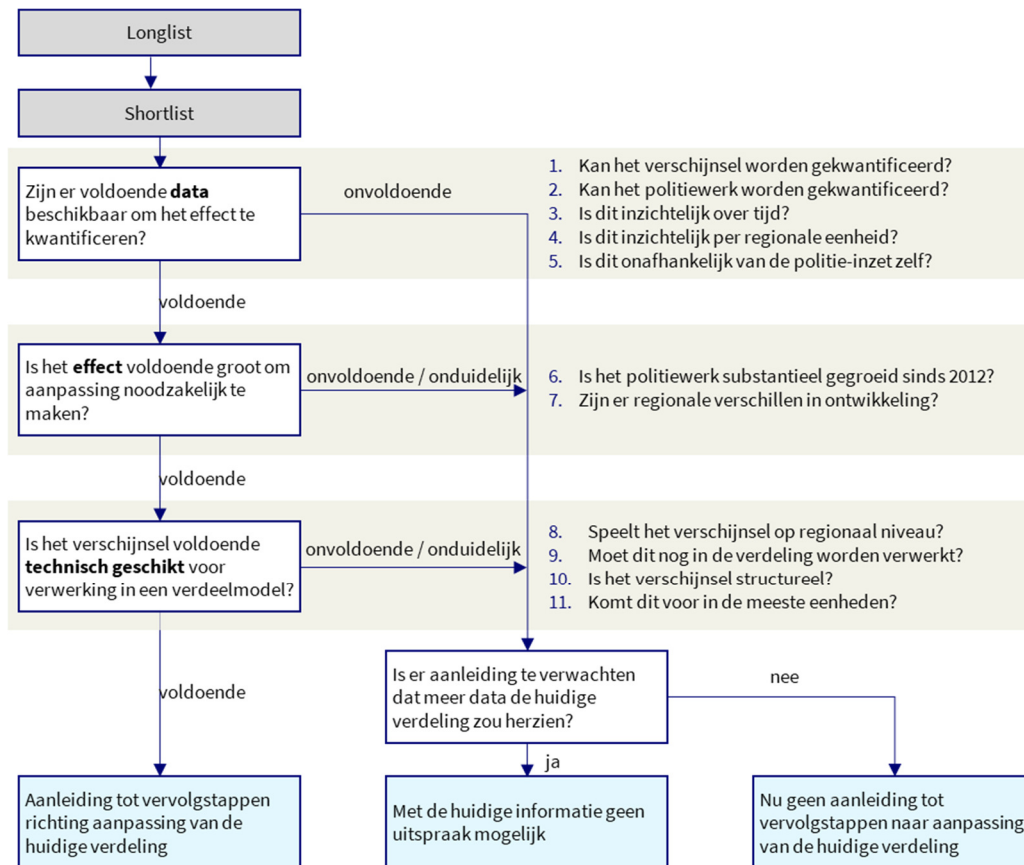 Longlist
Shortlist
Zijn er voldoende data
beschikbaar om het effect te
kwantificeren?
onvoldoende
1. Kan het verschijnsel worden gekwantificeerd?
2. Kan het politiewerk worden gekwantificeerd?
3. Is dit inzichtelijk over tijd?
4. Is dit inzichtelijk per regionale eenheid?
5. Is dit onafhankelijk van de politie-inzet zelf?
voldoende
Is het effect voldoende groot om
aanpassing noodzakelijk te
maken?
onvoldoende / onduidelijk
6. Is het politiewerk substantieel gegroeid sinds 2012?
7. Zijn er regionale verschillen in ontwikkeling?
voldoende
Is het verschijnsel voldoende
technisch geschikt voor
verwerking in een verdeelmodel?
onvoldoende / onduidelijk
8. Speelt het verschijnsel op regionaal niveau?
9. Moet dit nog in de verdeling worden verwerkt?
10. Is het verschijnsel structureel?
11. Komt dit voor in de meeste eenheden?
voldoende
Is er aanleiding te verwachten
dat meer data de huidige
verdeling zou herzien?
nee
ja
Aanleiding tot vervolgstappen
richting aanpassing van de
huidige verdeling
Met de huidige informatie geen
uitspraak mogelijk
Nu geen aanleiding tot
vervolgstappen naar aanpassing
van de huidige verdeling